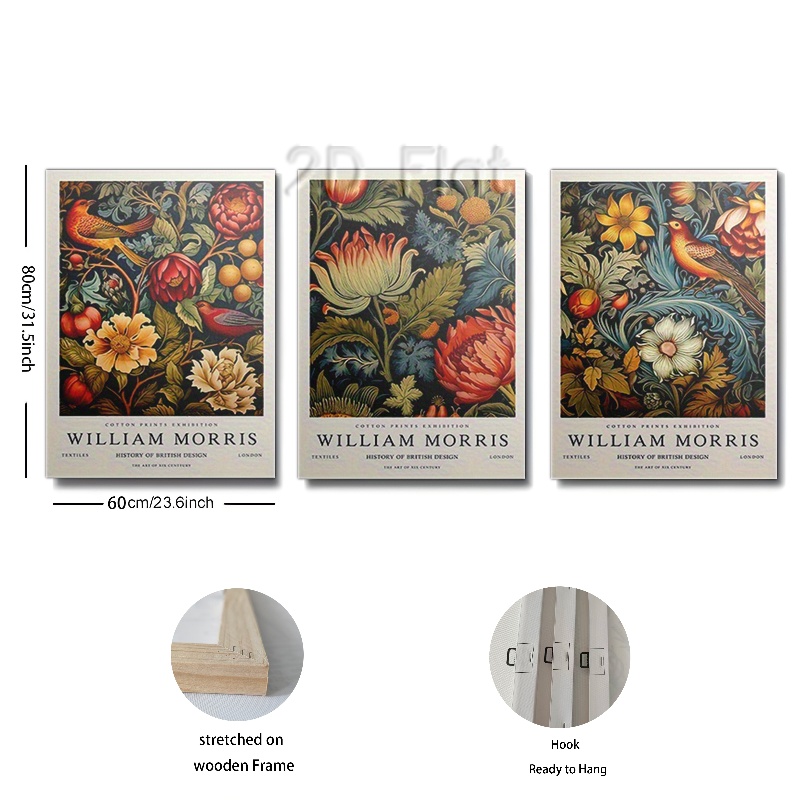 2D Flat
80cm/31.5inch
COTTON PRINTS EXHIBITION
WILLIAM MORRIS
TEXTILES HISTORY OF BRITISH DESIGN LONDON
THE ART OF XIX CENTURY
COTTON PRINTS EXHIBITION
WILLIAM MORRIS
TEXTILES HISTORY OF BRITISH DESIGN LONDON
THE ART OF XIX CENTURY
COTTON PRINTS EXHIBITION
WILLIAM MORRIS
TEXTILES HISTORY OF BRITISH DESIGN LONDON
THE ART OF XIX CENTURY
60cm/23.6inch
stretched on
wooden Frame
Hook
Ready to Hang